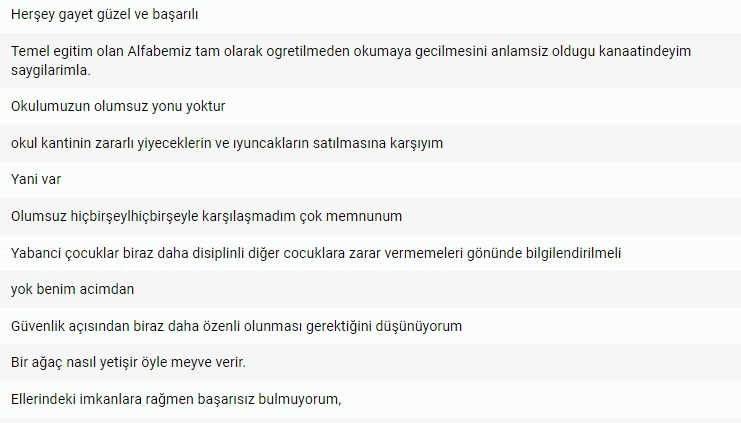 Herşey gayet güzel ve başarılı
Temel egitim olan Alfabemiz tam olarak ogretilmeden okumaya gecilmesini anlamsiz oldugu kanaatindeyim
saygilarimla.
Okulumuzun olumsuz yonu yoktur
okul kantinin zararlı yiyeceklerin ve ıyuncakların satılmasına karşıyım
Yani var
Olumsuz hiçbirşeylhiçbirşeyle karşılaşmadım çok memnunum
Yabanci çocuklar biraz daha disiplinli diğer cocuklara zarar vermemeleri gönünde bilgilendirilmeli
yok benim acimdan
Güvenlik açısından biraz daha özenli olunması gerektiğini düşünüyorum
Bir ağaç nasıl yetişir öyle meyve verir.
Ellerindeki imkanlara rağmen başarısız bulmuyorum,